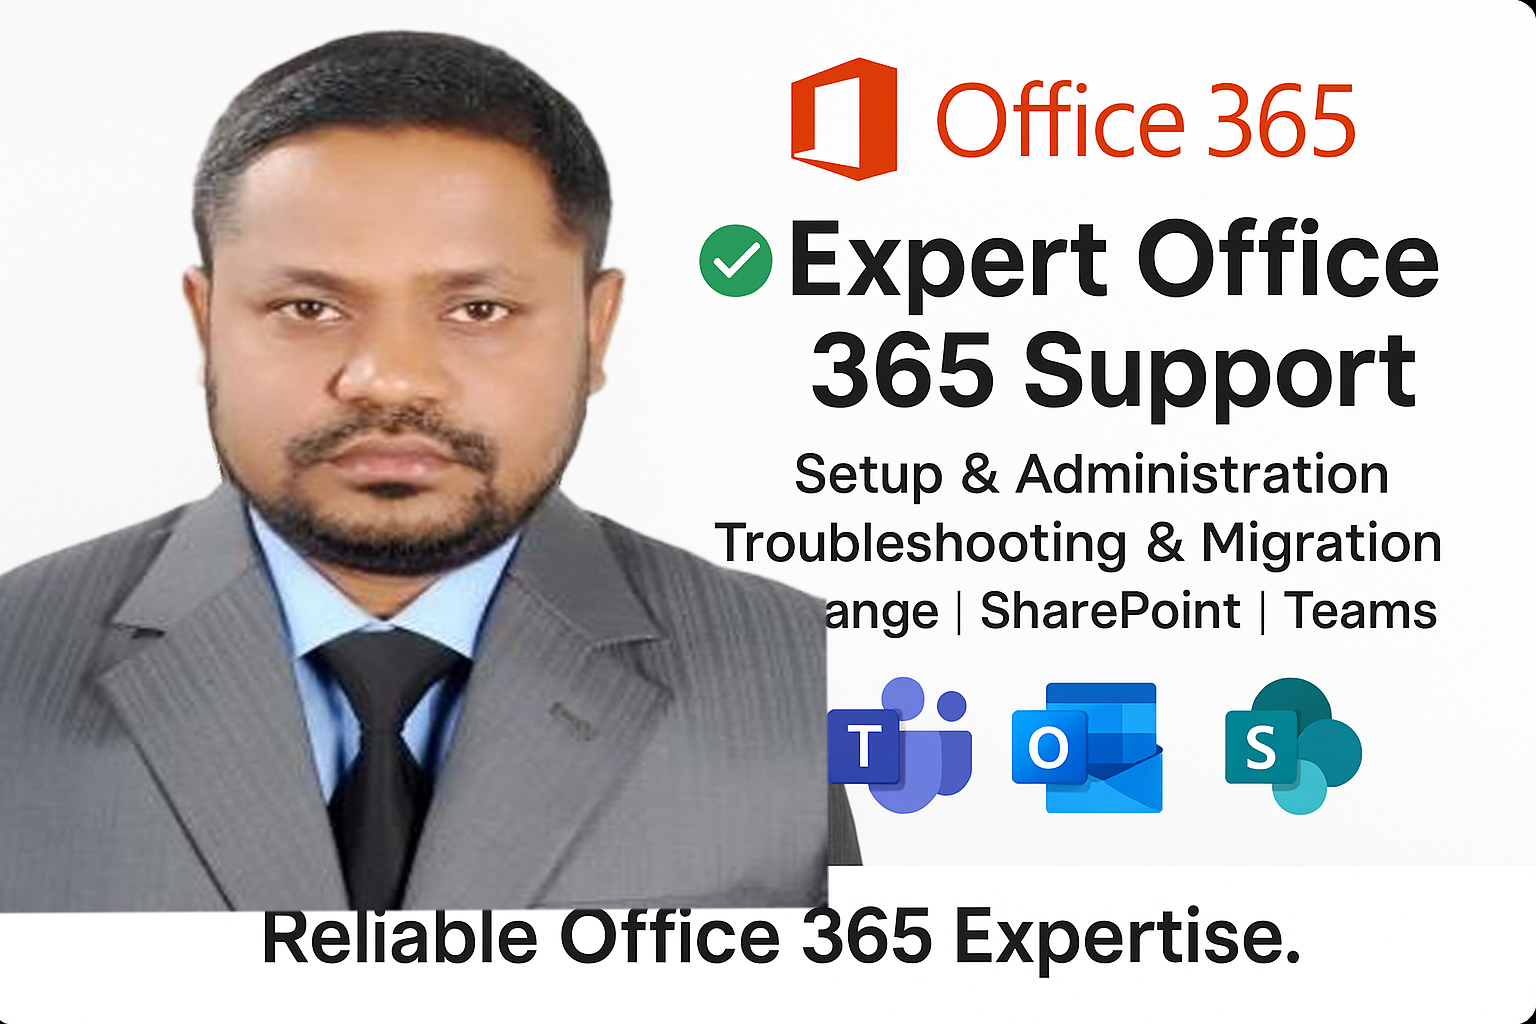 Office 365
Expert Office
365 Support
Setup & Administration
Troubleshooting & Migration
ange | SharePoint | Teams
T
O
S
Reliable Office 365 Expertise.